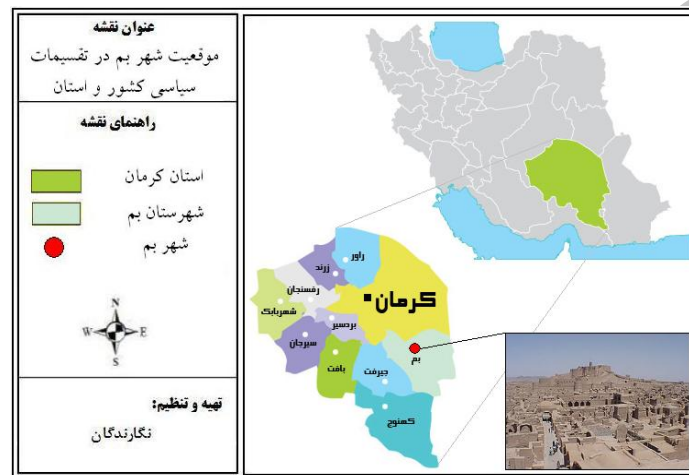 عنوان نقشه
موقعیت شهر بم در تقسیمات
سیاسی کشور و استان
راهنمای نقشه
استان کرمان
شهرستان بم
شهر بم
N
W E
S
تهیه و تنظیم:
نگارندگان
راور
زرند
رفسنجان
کرمان
شهربابک
بردسیر
سیرجان
بم
بافت
جیرفت
کهنوج